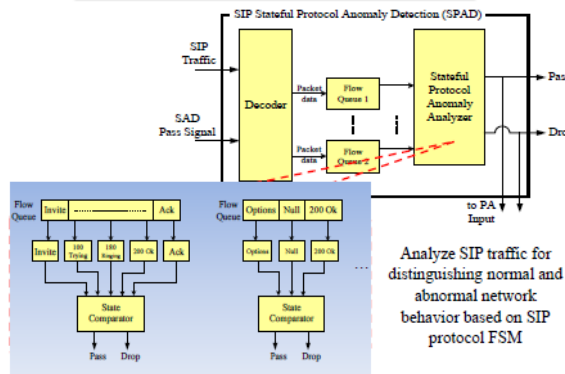 SIP Stateful Protocol Anomaly Detection (SPAD)
SIP
Traffic
SAD
Pass Signal
Decoder
Packet
data
Flow
Queue 1
Packet
data
Flow
Queue 2
Stateful
Protocol
Anomaly
Analyzer
Pas
Dro
to PA
Input
Flow
Queue
Invite
Ack
Invite
100
Trying
180
Ringing
200 Ok
Ack
State
Comparator
Pass
Drop
Flow
Queue
Options
Null
200 Ok
Options
Null
200 Ok
...
State
Comparator
Pass
Drop
Analyze SIP traffic for
distinguishing normal and
abnormal network
behavior based on SIP
protocol FSM